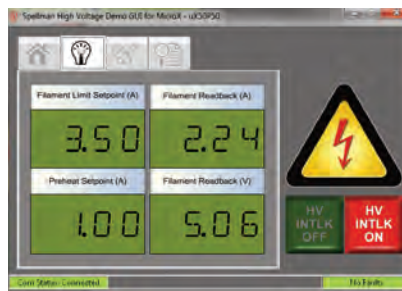 Spellman High Voltage Demo GUI for MicroX - uX50P50
Filament Limit Setpoint (A)
Filament Readback (A)
3.50
2.24
Preheat Setpoint (A)
Filament Readback (V)
1.00
5.06
HV
INTLK
OFF
HV
INTLK
ON
Com Status: Connected
No Faults